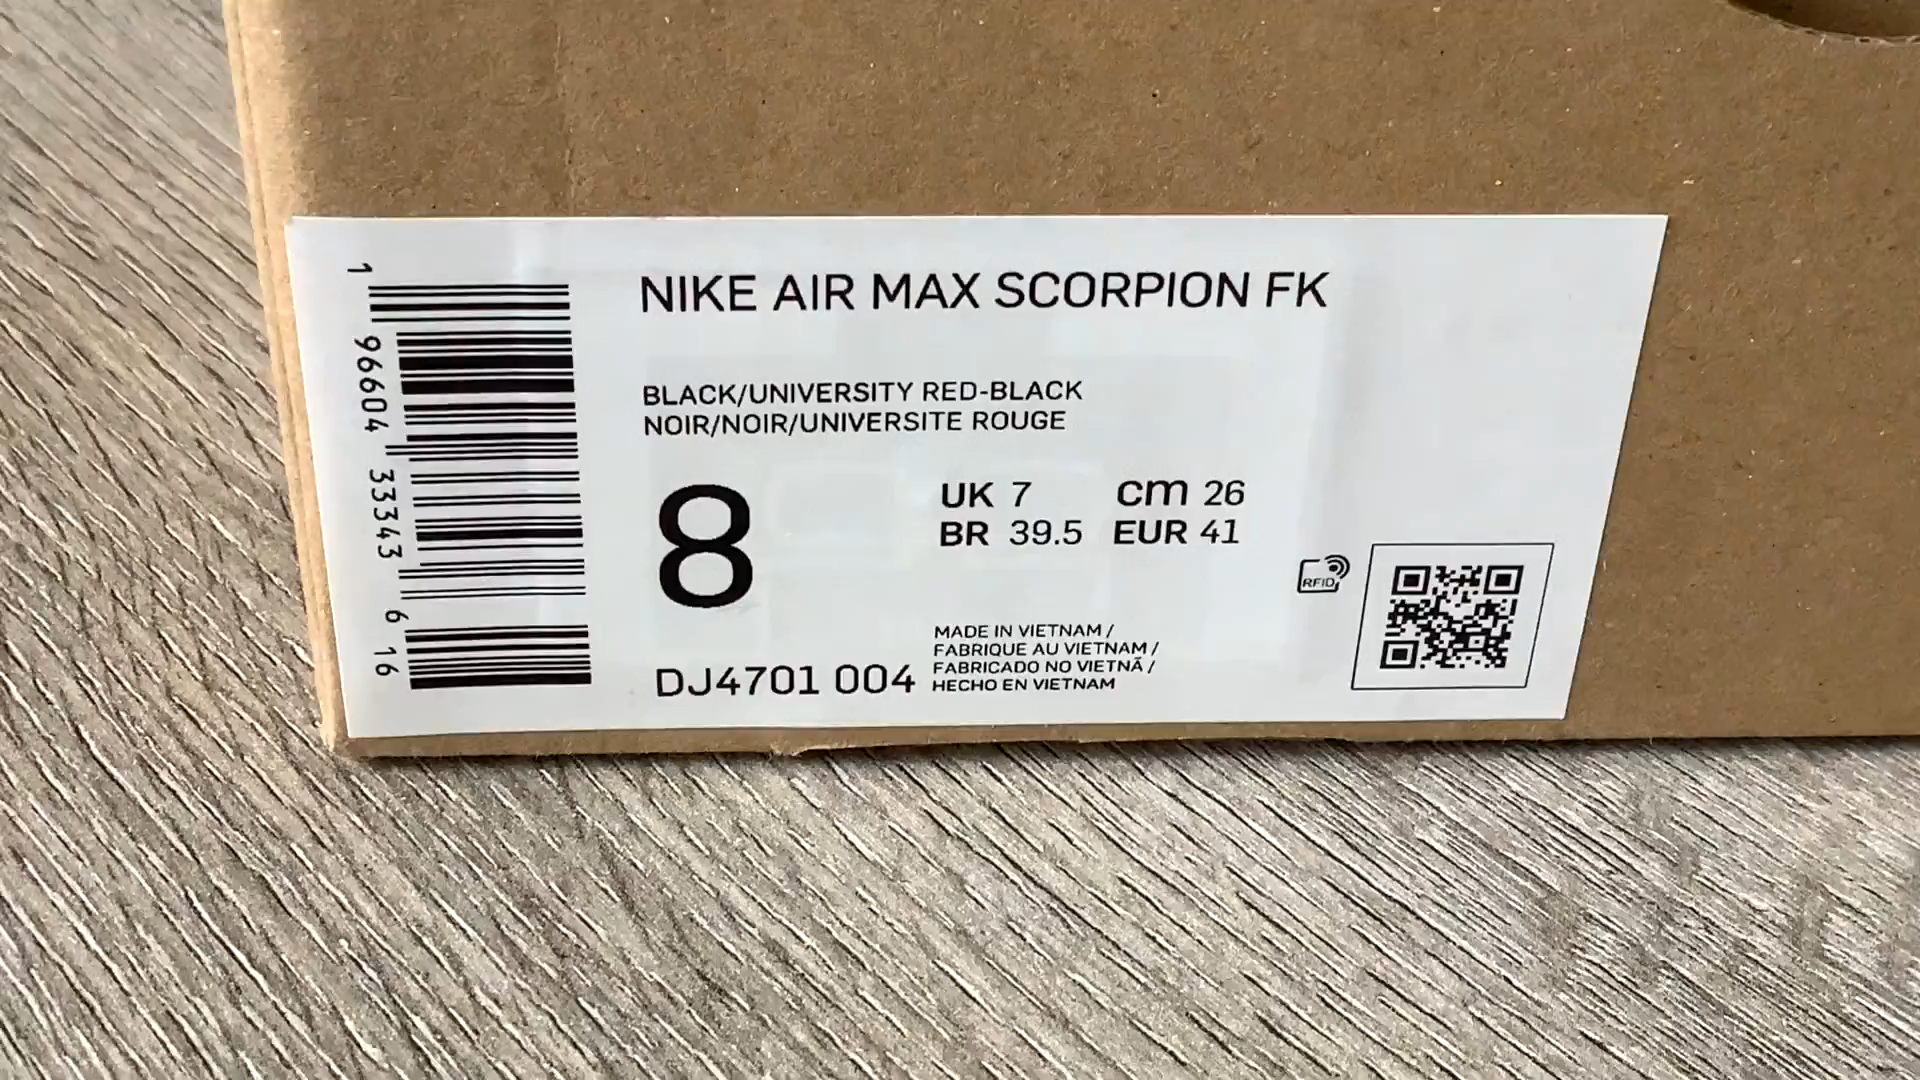 1 96604 33343 6 16
NIKE AIR MAX SCORPION FK
BLACK/UNIVERSITY RED-BLACK
NOIR/NOIR/UNIVERSITE ROUGE
8
UK 7 cm 26
BR 39.5 EUR 41
RFID
DJ4701 004
MADE IN VIETNAM /
FABRIQUE AU VIETNAM /
FABRICADO NO VIETNÃ /
HECHO EN VIETNAM